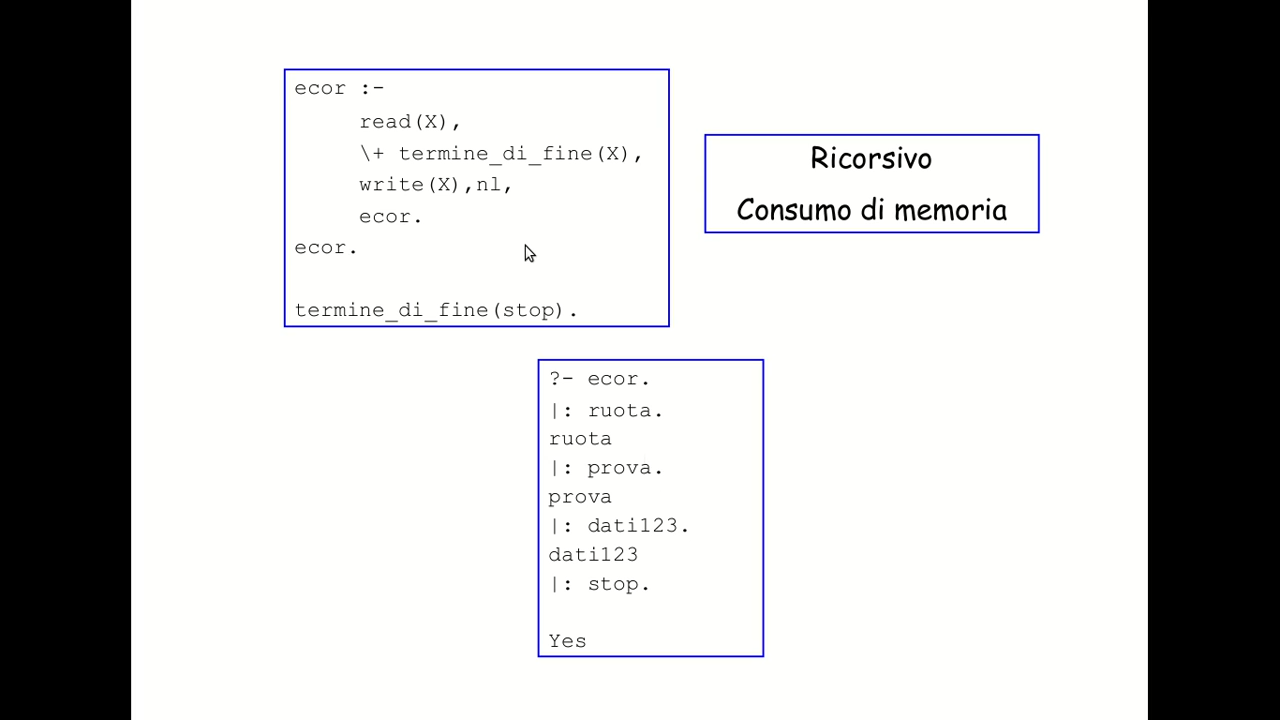 ecor :-
read(X),
\+ termine_di_fine(X),
write(X),nl,
ecor.
ecor.
termine_di_fine(stop).
Ricorsivo
Consumo di memoria
?- ecor.
|: ruota.
ruota
|: prova.
prova
|: dati123.
dati123
|: stop.
Yes